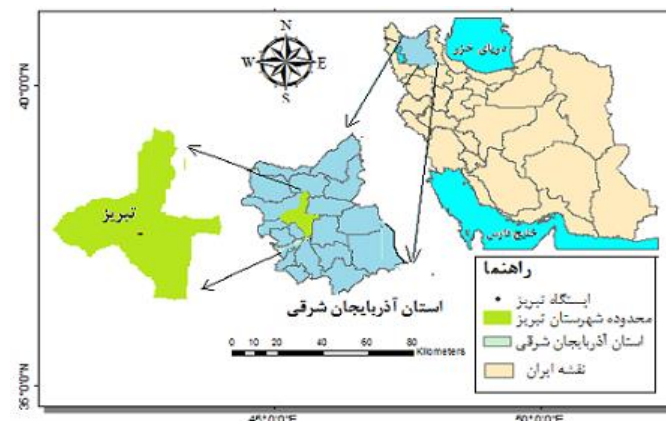 N
W E
S
دریای خزر
40°0'0"N
تبریز
خلیج فارس
استان آذربایجان شرقی
راهنما
ایستگاه تبریز
محدوده شهرستان تبریز
استان آذربایجان شرقی
نقشه ایران
0 10 20 40 60 80
Kilometers
35°0'0"N
45°0'0"E
50°0'0"E